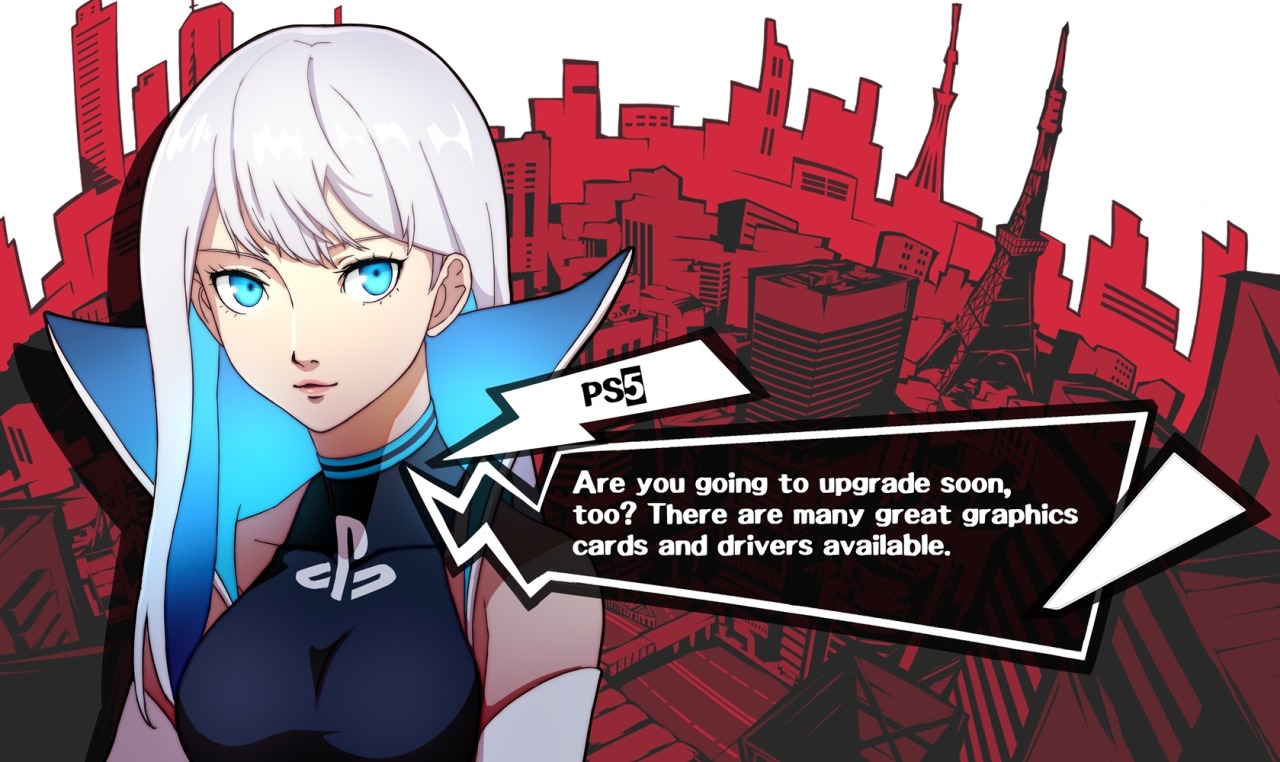 PS5
Are you going to upgrade soon,
too? There are many great graphics
cards and drivers available.